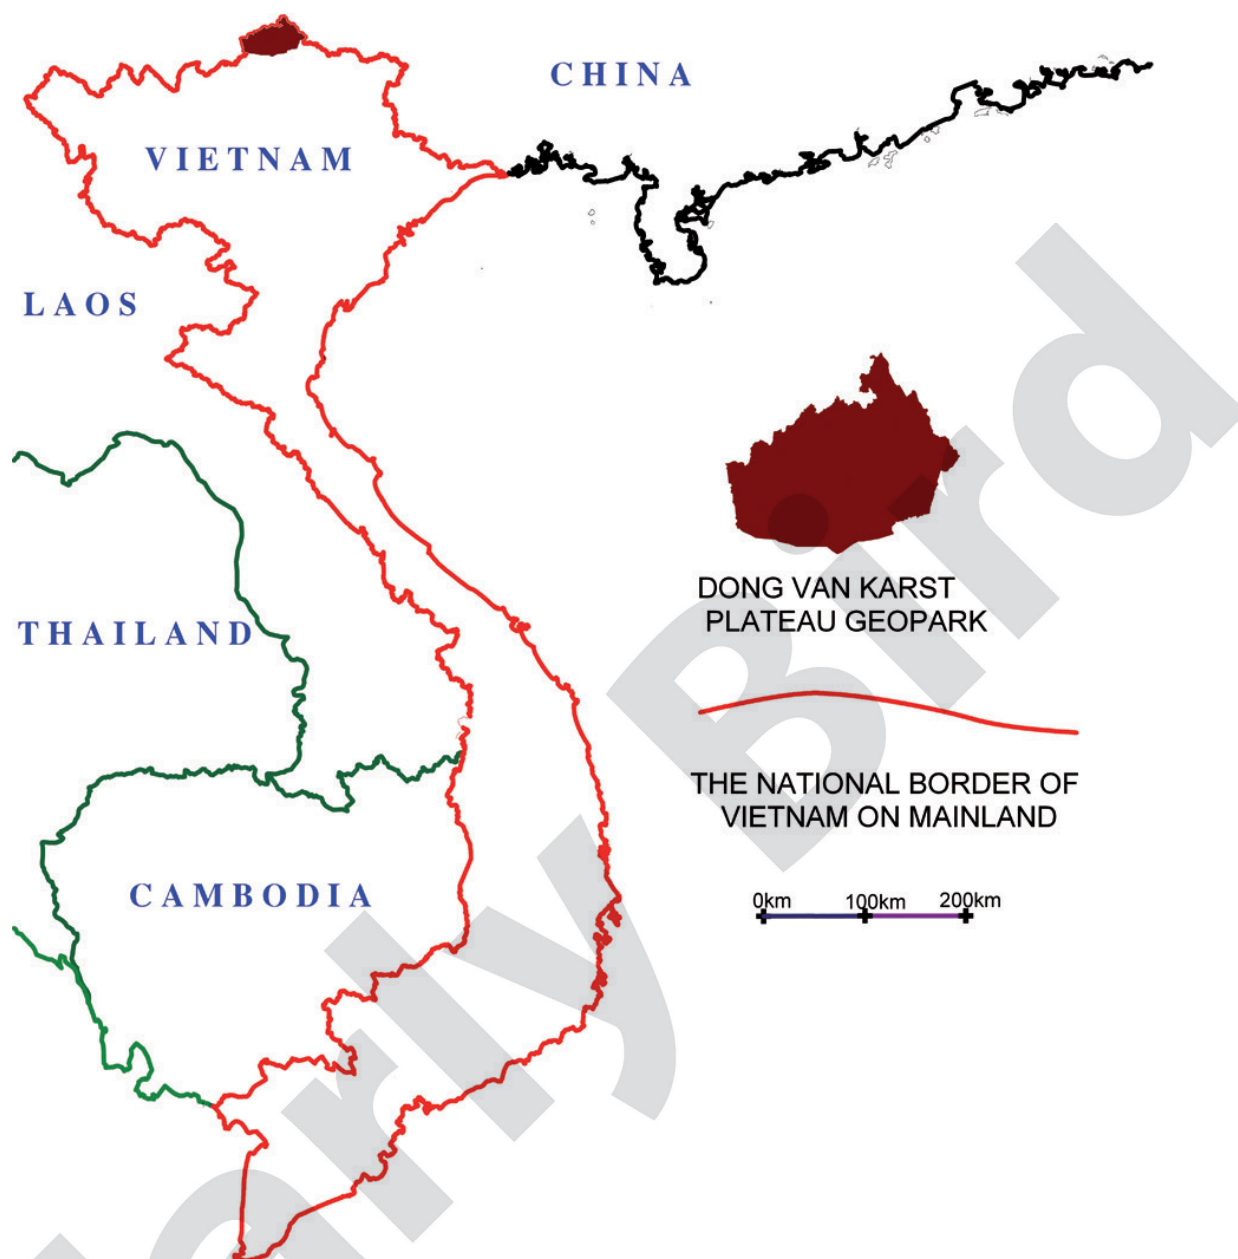 CHINA
VIETNAM
LAOS
THAILAND
DONG VAN KARST
PLATEAU GEOPARK
THE NATIONAL BORDER OF
VIETNAM ON MAINLAND
CAMBODIA
0km 100km 200km
arly Bird